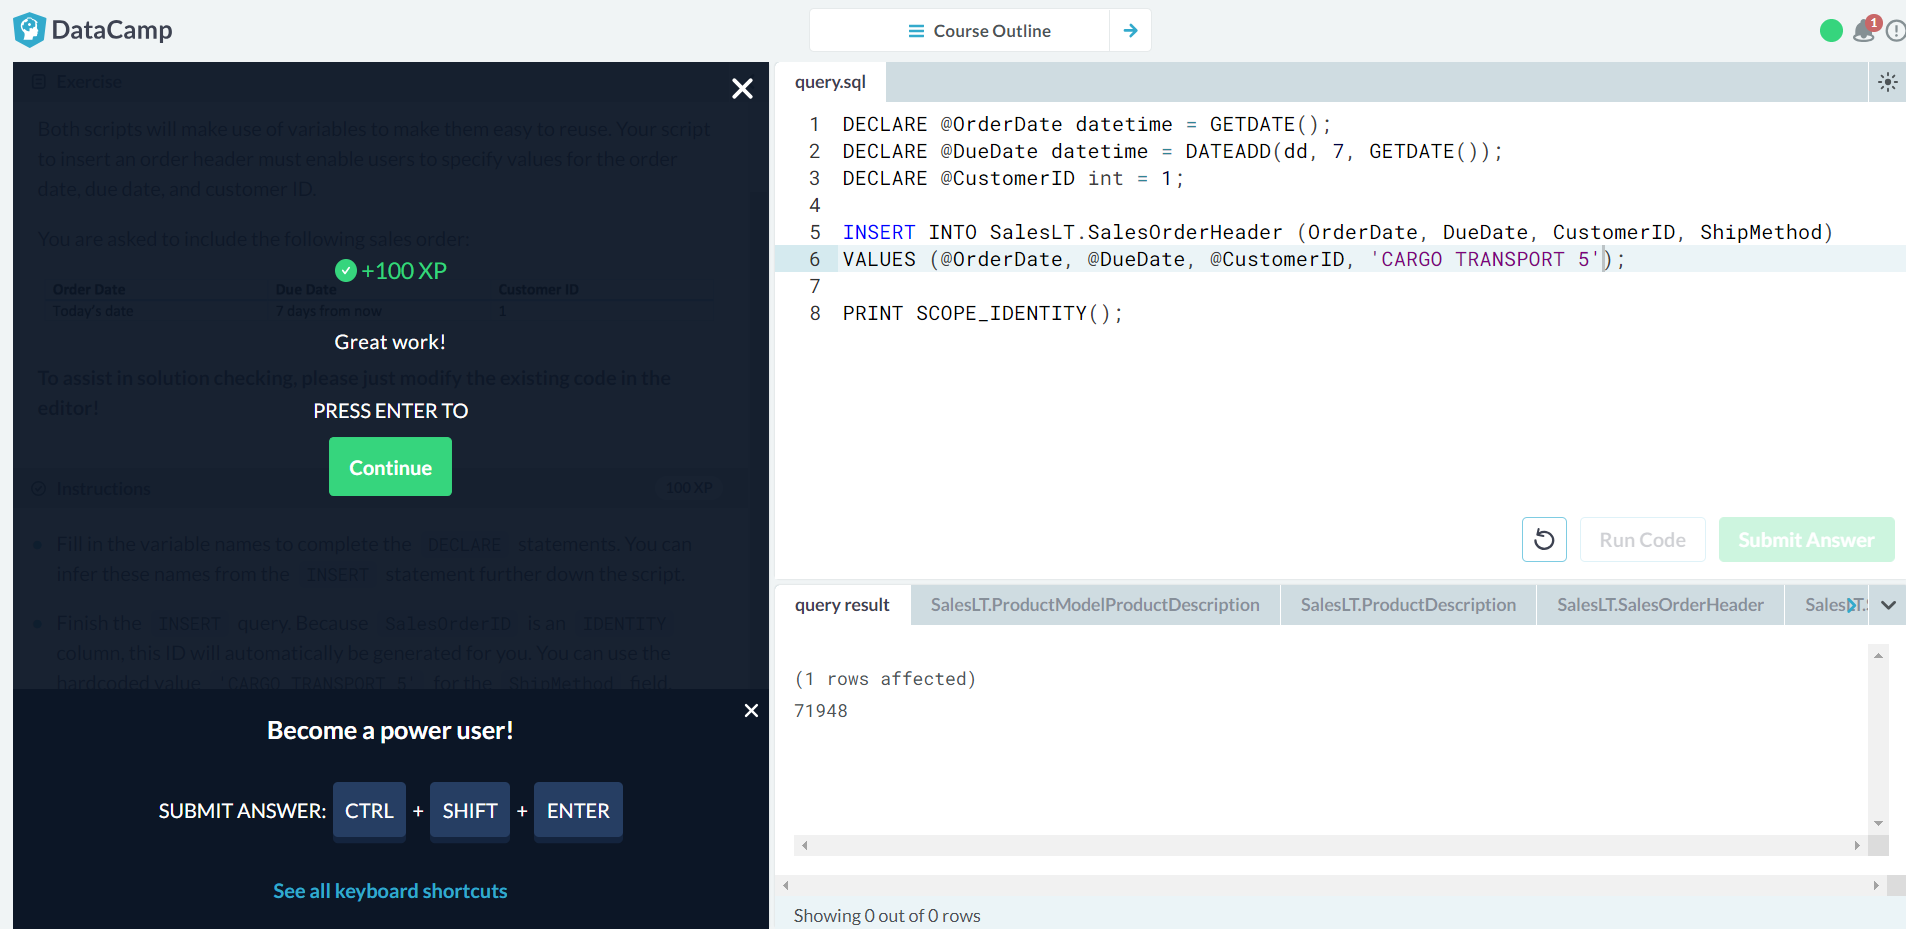 DataCamp
Course Outline
1
Exercise
Both scripts will make use of variables to make them easy to reuse. Your script
to insert an order header must enable users to specify values for the order
date, due date, and customer ID.
You are asked to include the following sales order:
+100 XP
Order Date Due Date Customer ID
Today's date 7 days from now 1
Great work!
To assist in solution checking, please just modify the existing code in the
editor!
PRESS ENTER TO
Continue
Instructions 100 XP
Fill in the variable names to complete the DECLARE statements. You can
infer these names from the INSERT statement further down the script.
Finish the INSERT query. Because SalesOrderID is an IDENTITY
column, this ID will automatically be generated for you. You can use the
hardcoded value 'CARGO TRANSPORT 5' for the ShipMethod field.
Become a power user!
SUBMIT ANSWER: CTRL + SHIFT + ENTER
See all keyboard shortcuts
query.sql
1 DECLARE @OrderDate datetime = GETDATE();
2 DECLARE @DueDate datetime = DATEADD(dd, 7, GETDATE());
3 DECLARE @CustomerID int = 1;
4
5 INSERT INTO SalesLT.SalesOrderHeader (OrderDate, DueDate, CustomerID, ShipMethod)
6 VALUES (@OrderDate, @DueDate, @CustomerID, 'CARGO TRANSPORT 5');
7
8 PRINT SCOPE_IDENTITY();
Run Code
Submit Answer
query result SalesLT.ProductModelProductDescription SalesLT.ProductDescription SalesLT.SalesOrderHeader
(1 rows affected)
71948
Showing 0 out of 0 rows